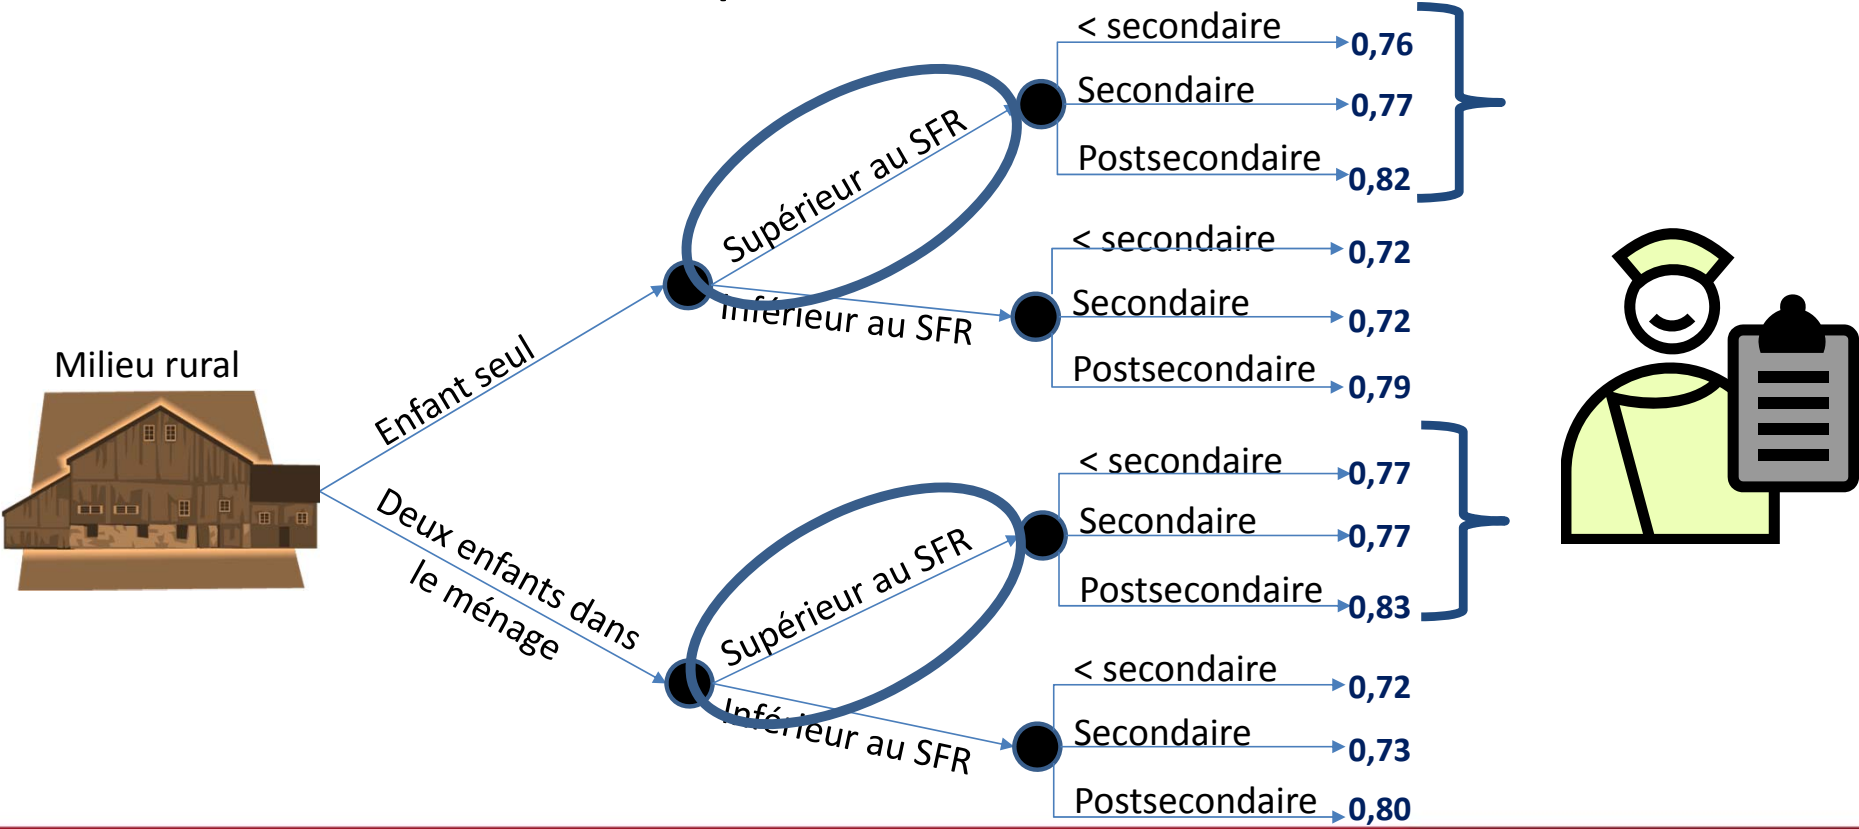 < secondaire 0,76
Secondaire 0,77
Postsecondaire 0,82
Supérieur au SFR
< secondaire 0,72
Secondaire 0,72
Postsecondaire 0,79
Inférieur au SFR
Enfant seul
Milieu rural
Deux enfants dans
le ménage
< secondaire 0,77
Secondaire 0,77
Postsecondaire 0,83
Supérieur au SFR
< secondaire 0,72
Secondaire 0,73
Postsecondaire 0,80
Inférieur au SFR